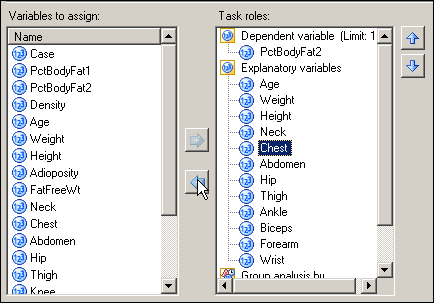 Variables to assign:
Name
Case
PctBodyFat1
PctBodyFat2
Density
Age
Weight
Height
Adioposity
FatFreeWt
Neck
Chest
Abdomen
Hip
Thigh
Knee
Task roles:
Dependent variable (Limit: 1
PctBodyFat2
Explanatory variables
Age
Weight
Height
Neck
Chest
Abdomen
Hip
Thigh
Ankle
Biceps
Forearm
Wrist
Group analysis by